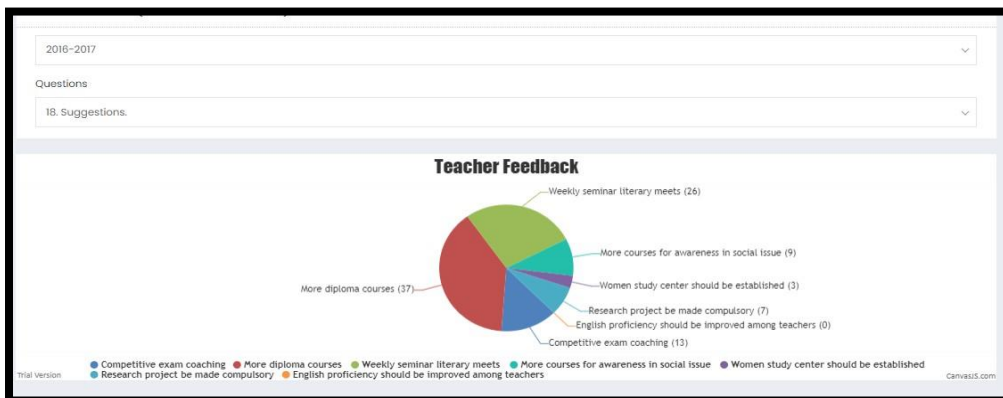 2016-2017
Questions
18. Suggestions.
Teacher Feedback
Weekly seminar literary meets (26)
More courses for awareness in social issue (9)
More diploma courses (37)
Women study center should be established (3)
Research project be made compulsory (7)
English proficiency should be improved among teachers (0)
Competitive exam coaching (13)
Competitive exam coaching More diploma courses Weekly seminar literary meets More courses for awareness in social issue Women study center should be established
Research project be made compulsory English proficiency should be improved among teachers
Trial Version
CanvasJS.com